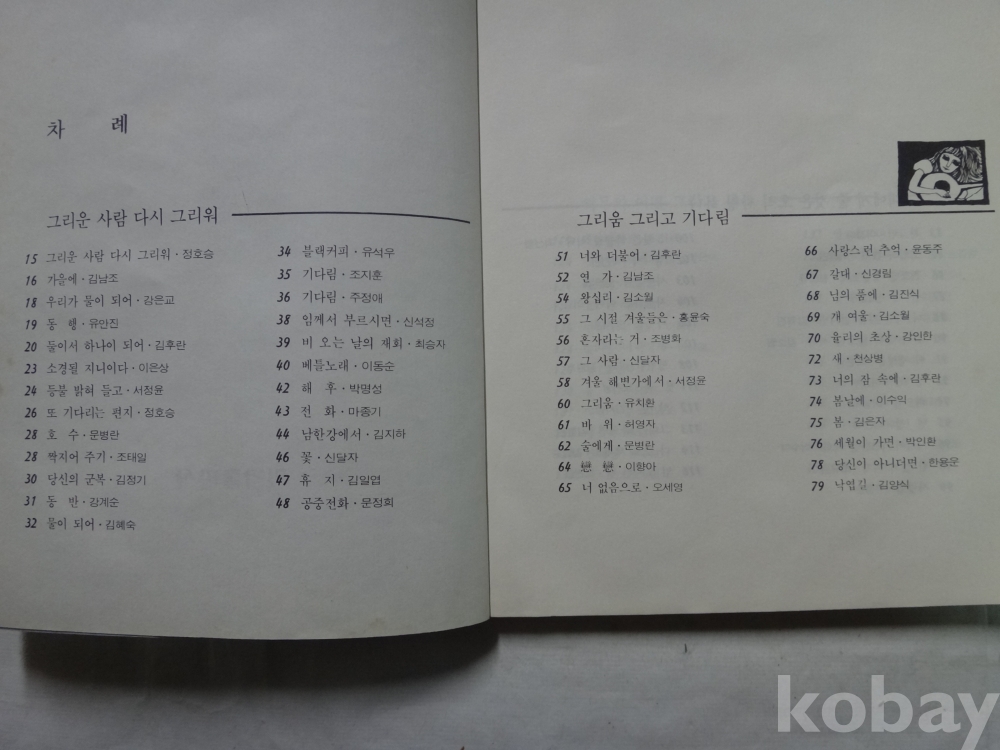 차 례
그리운 사람 다시 그리워
15 그리운 사람 다시 그리워 · 정호승
16 가을에 · 김남조
18 우리가 물이 되어 · 강은교
19 동 행 · 유안진
20 둘이서 하나이 되어 · 김후란
23 소경될 지니이다 · 이은상
24 등불 밝혀 들고 · 서정윤
26 또 기다리는 편지 · 정호승
28 호 수 · 문병란
28 짝지어 주기 · 조태일
30 당신의 군복 · 김정기
31 동 반 · 강계순
32 물이 되어 · 김혜숙
34 블랙커피 · 유석우
35 기다림 · 조지훈
36 기다림 · 주정애
38 임께서 부르시면 · 신석정
39 비 오는 날의 재회 · 최승자
40 베틀노래 · 이동순
42 해 후 · 박명성
43 전 화 · 마종기
44 남한강에서 · 김지하
46 꽃 · 신달자
47 휴 지 · 김일엽
48 공중전화 · 문정희
그리움 그리고 기다림
51 너와 더불어 · 김후란
52 연 가 · 김남조
54 왕십리 · 김소월
55 그 시절 겨울들은 · 홍윤숙
56 혼자라는 거 · 조병화
57 그 사람 · 신달자
58 겨울 해변가에서 · 서정윤
60 그리움 · 유치환
61 바 위 · 허영자
62 술에게 · 문병란
64 戀 戀 · 이향아
65 너 없음으로 · 오세영
66 사랑스런 추억 · 윤동주
67 갈대 · 신경림
68 님의 품에 · 김진식
69 개 여울 · 김소월
70 유리의 초상 · 강인한
72 새 · 천상병
73 너의 잠 속에 · 김후란
74 봄날에 · 이수익
75 봄 · 김은자
76 세월이 가면 · 박인환
78 당신이 아니더면 · 한용운
79 낙엽길 · 김양식
kobay